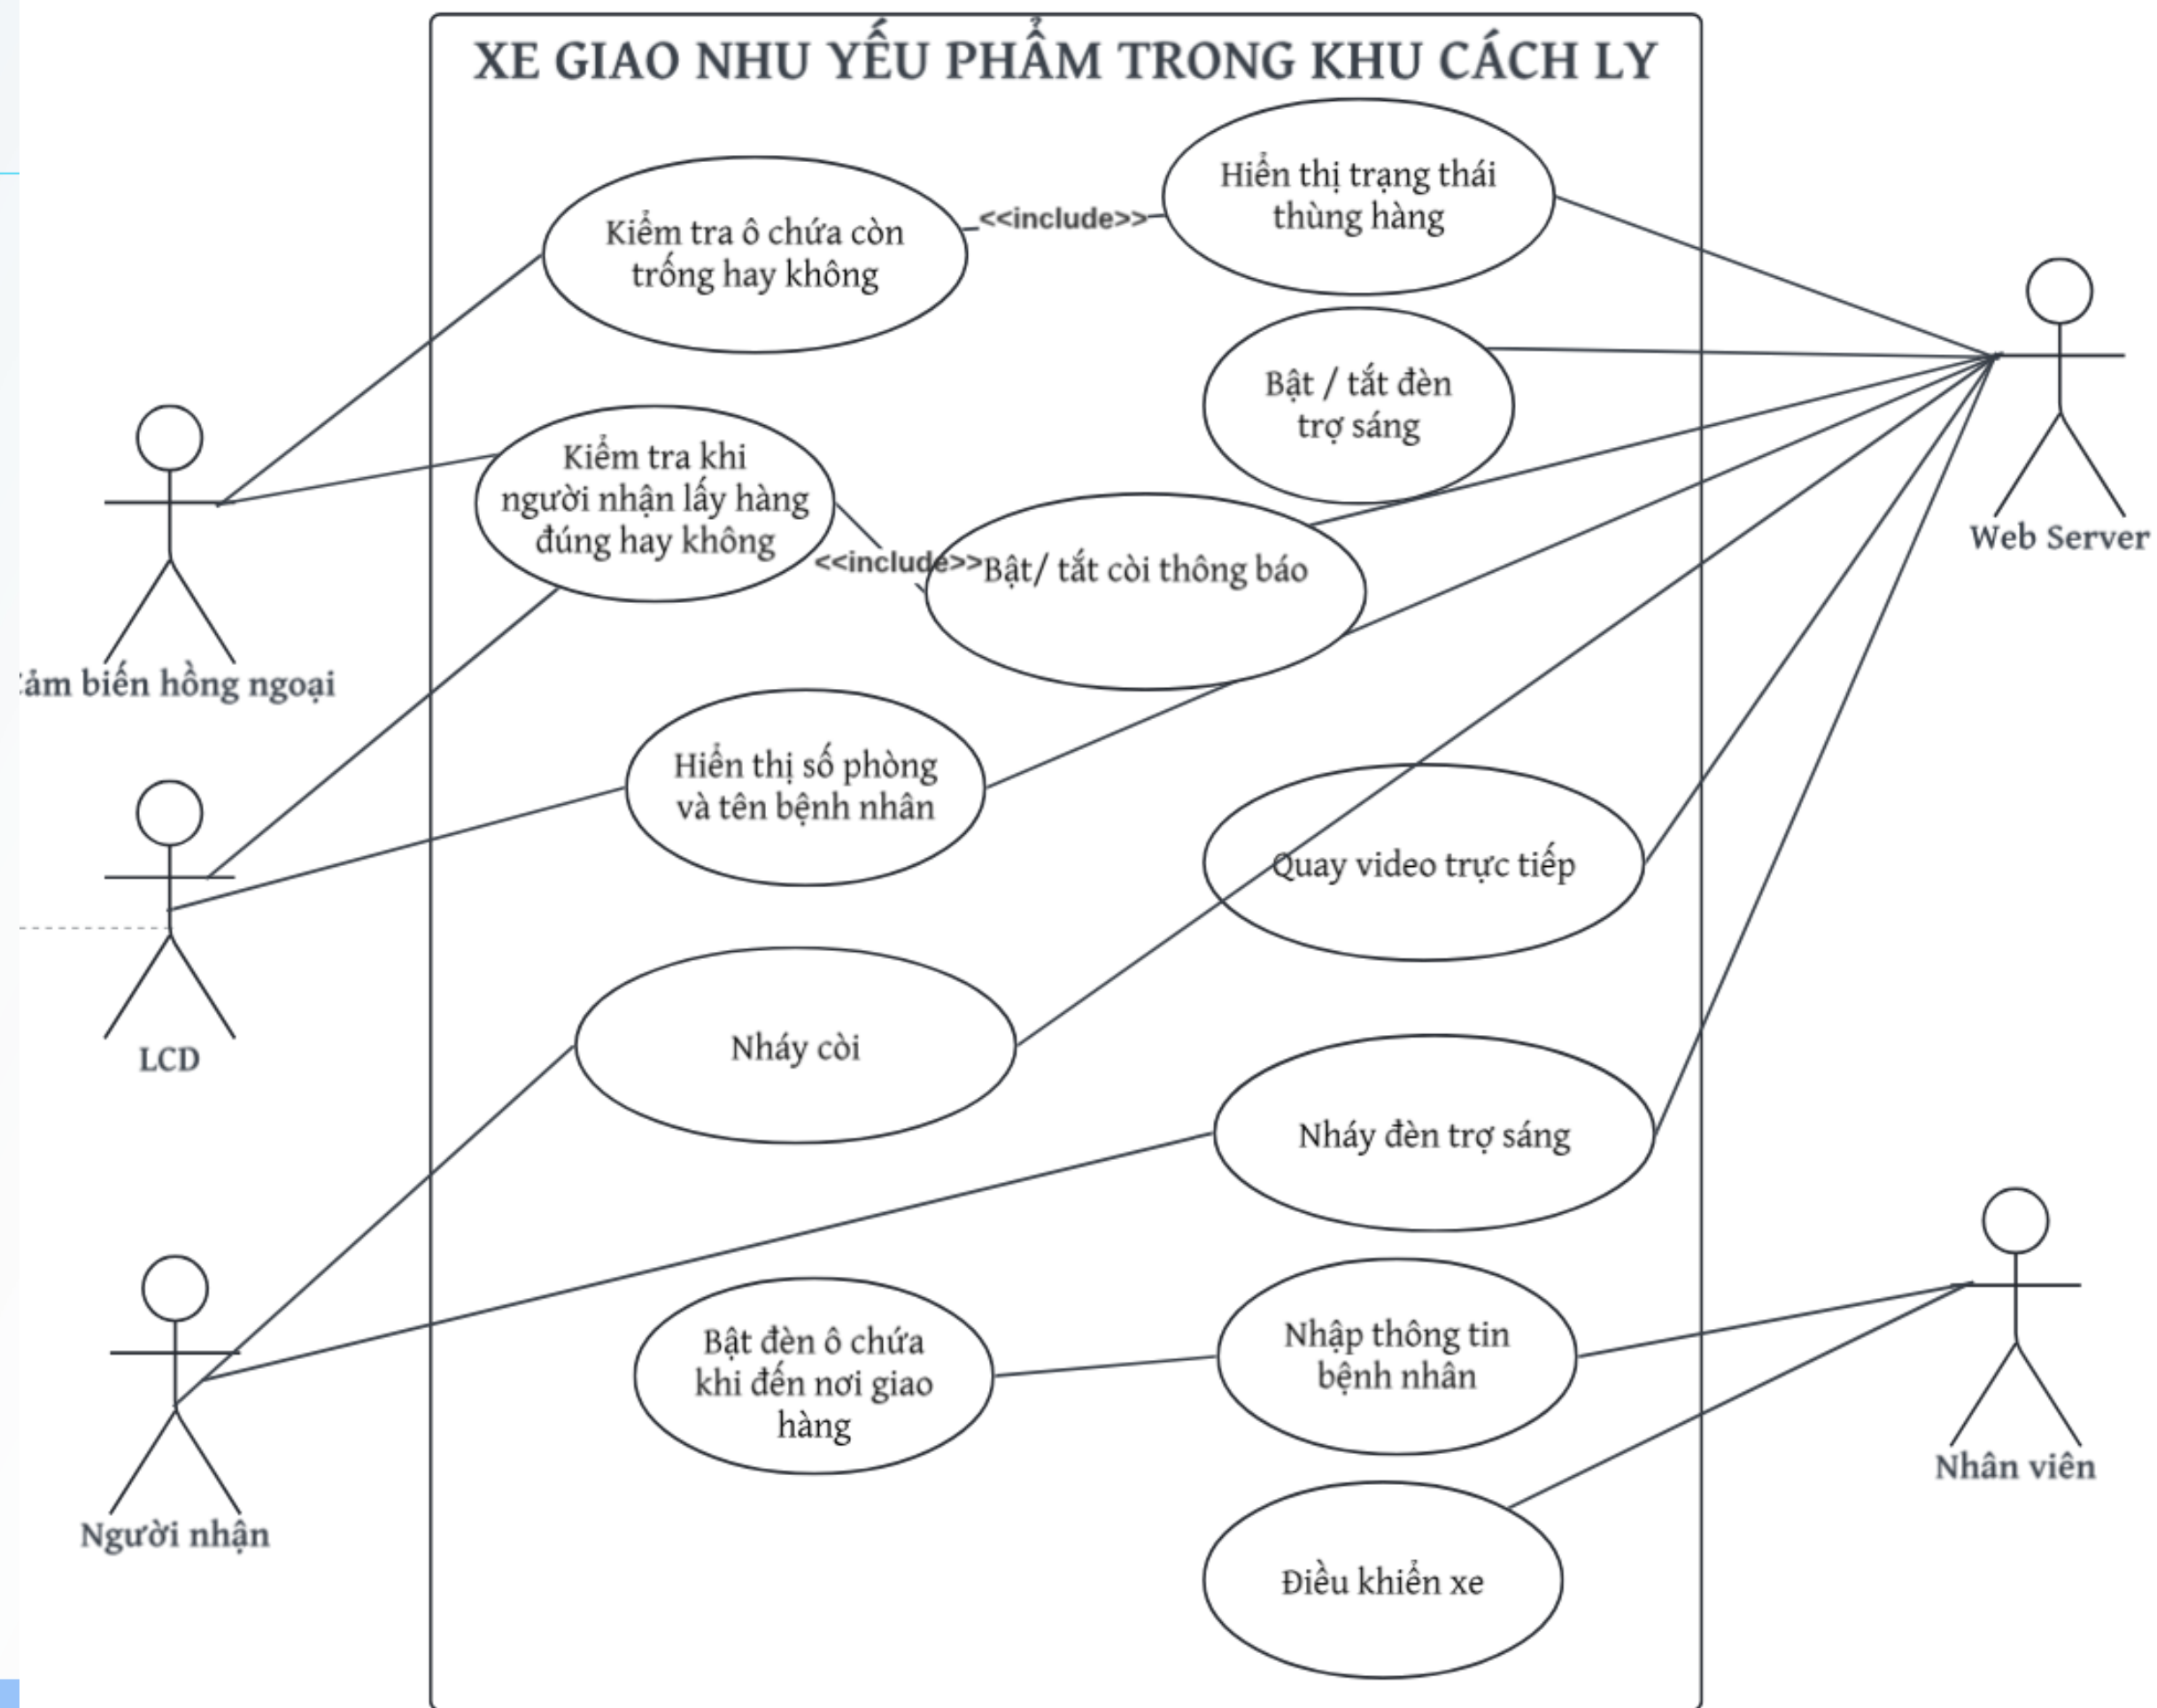 XE GIAO NHU YẾU PHẨM TRONG KHU CÁCH LY
Hiển thị trạng thái
thùng hàng
<<include>>
Kiểm tra ô chứa còn
trống hay không
Bật / tắt đèn
trợ sáng
Kiểm tra khi
người nhận lấy hàng
đúng hay không
Web Server
<<include>>
Bật/ tắt còi thông báo
biến hồng ngoại
Hiển thị số phòng
và tên bệnh nhân
Quay video trực tiếp
LCD
Nháy còi
Nháy đèn trợ sáng
Bật đèn ô chứa
khi đến nơi giao
hàng
Nhập thông tin
bệnh nhân
Nhân viên
Người nhận
Điều khiển xe